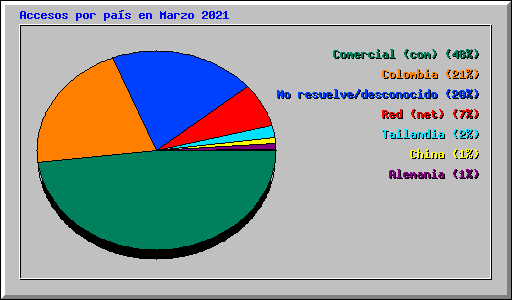 Accesos por país en Marzo 2021
Comercial (com) (48%)
Colombia (21%)
No resuelve/desconocido (20%)
Red (net) (7%)
Tailandia (2%)
China (1%)
Alemania (1%)